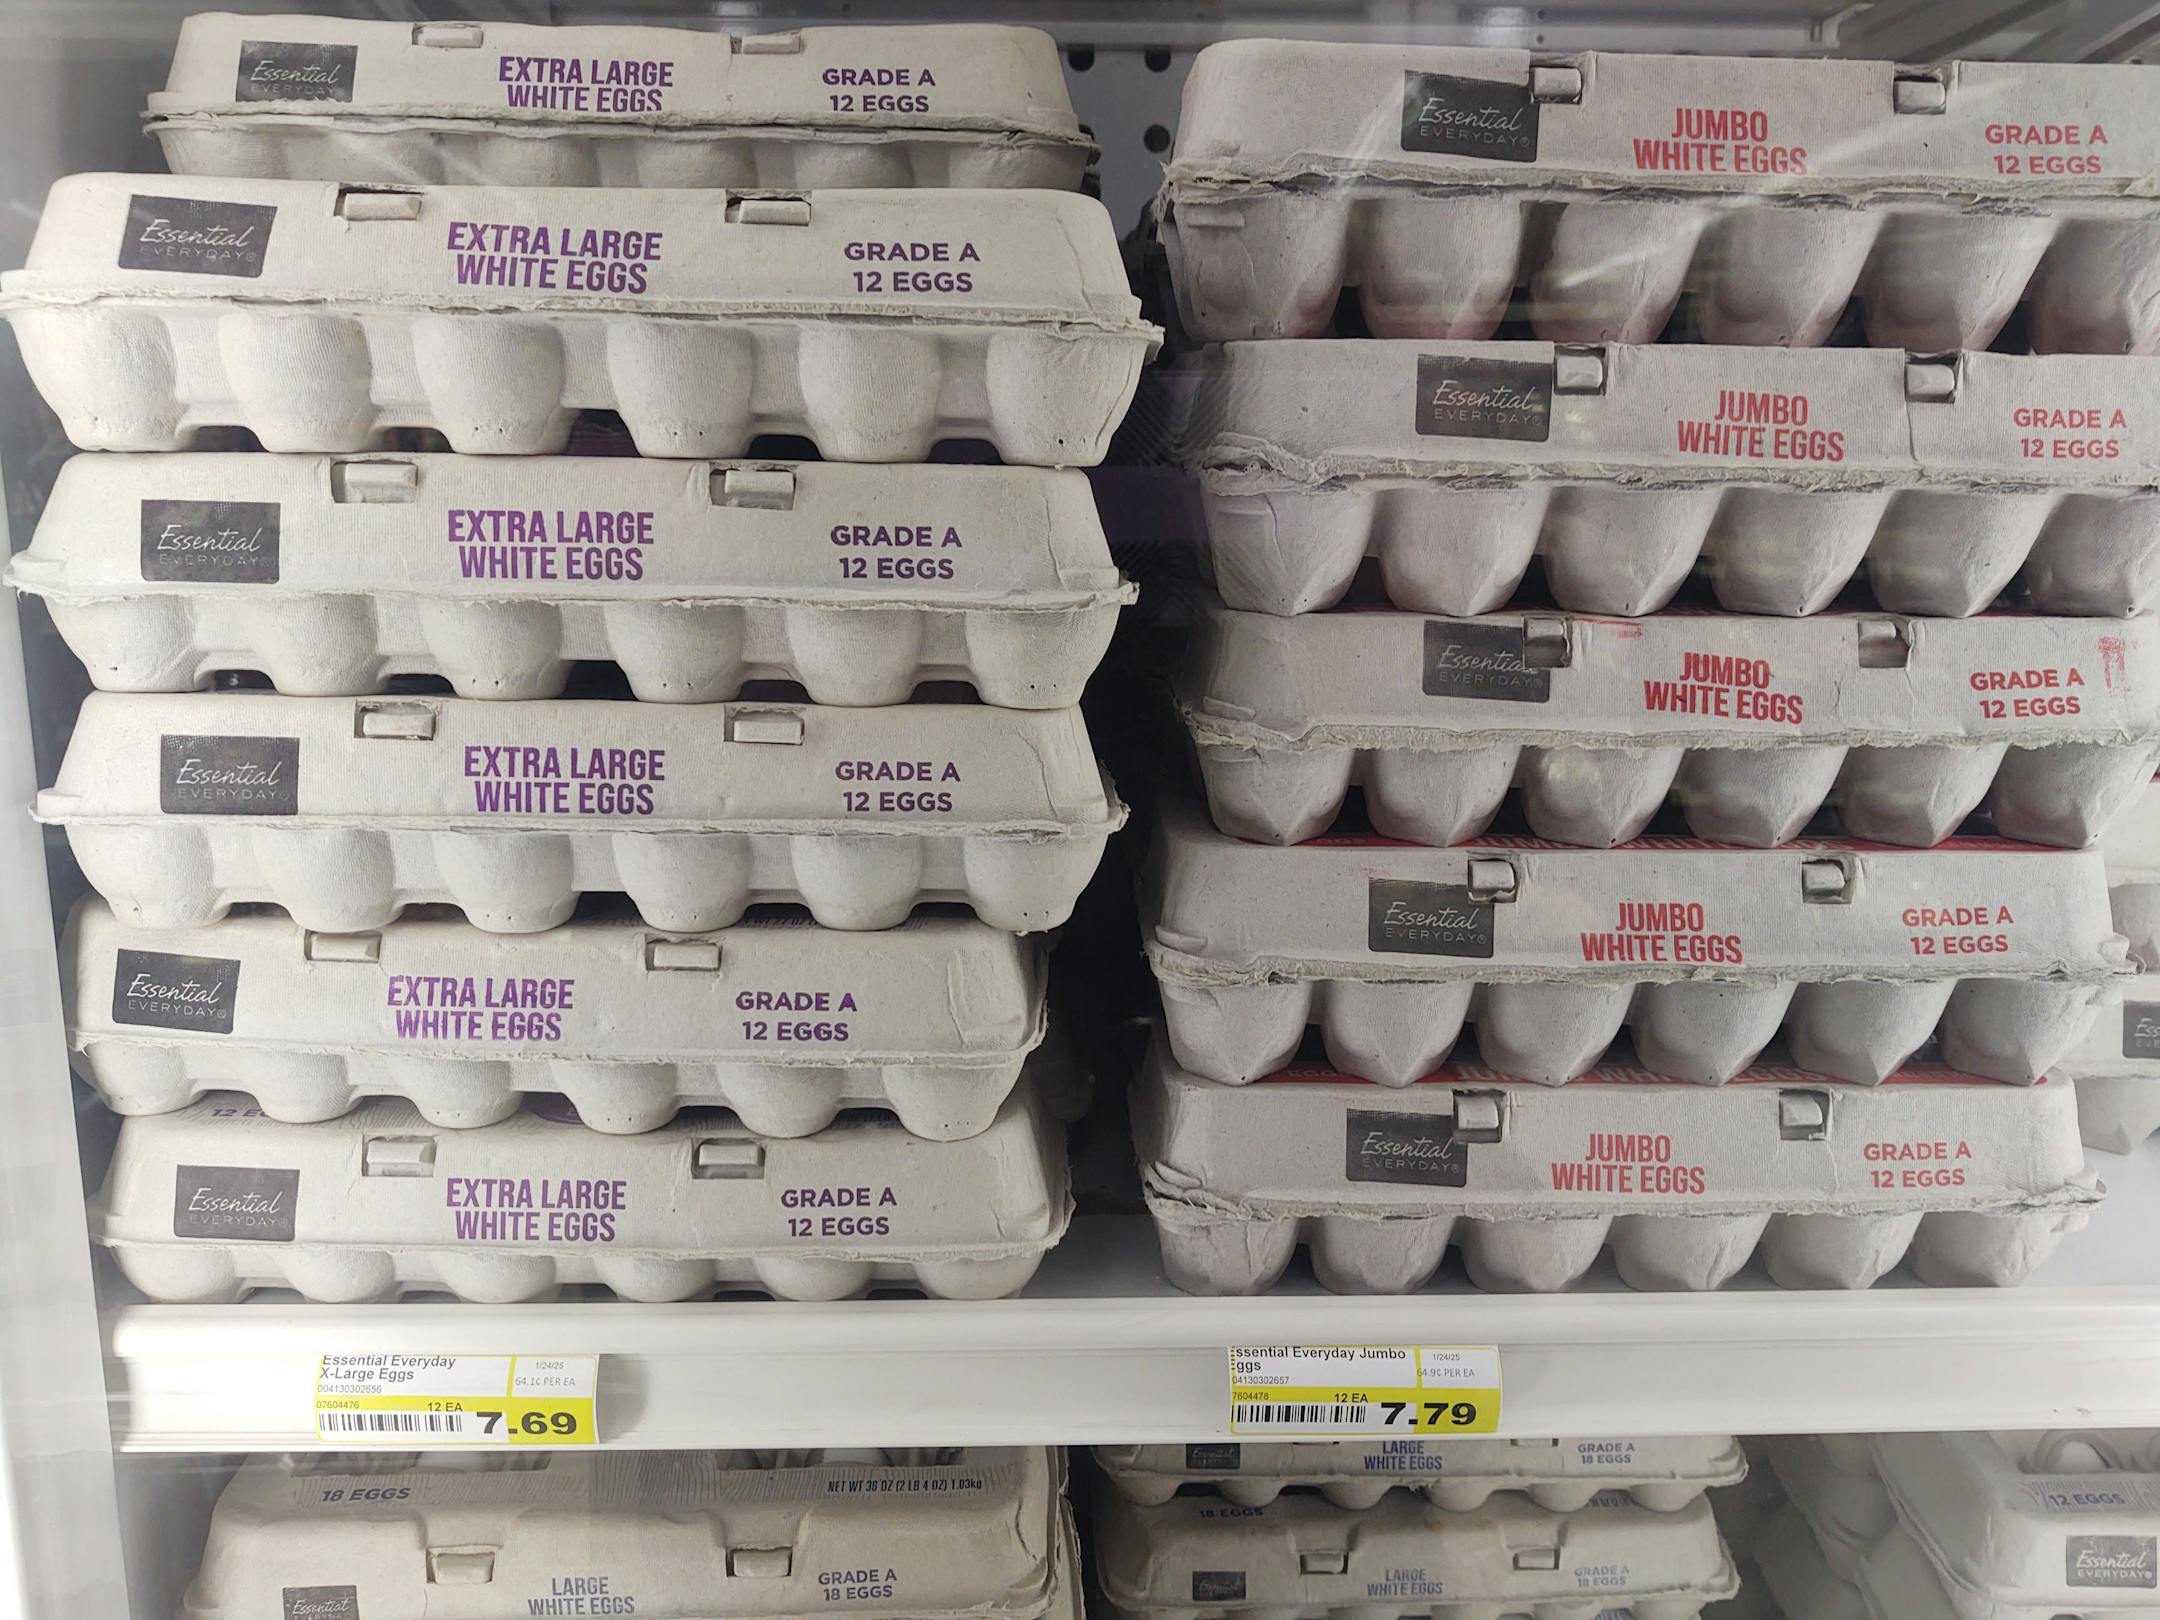 Essential
EVERYDAY
EXTRA LARGE
WHITE EGGS
GRADE A
12 EGGS
Essential
EVERYDAY®
EXTRA LARGE
WHITE EGGS
GRADE A
12 EGGS
Essential
EVERYDAY
EXTRA LARGE
WHITE EGGS
GRADE A
12 EGGS
Essential
EVERYDAY
EXTRA LARGE
WHITE EGGS
GRADE A
12 EGGS
Essential
EVERYDAY®
EXTRA LARGE
WHITE EGGS
GRADE A
12 EGGS
Essential
EVERYDAY®
EXTRA LARGE
WHITE EGGS
GRADE A
12 EGGS
Essential
EVERYDAY®
JUMBO
WHITE EGGS
GRADE A
12 EGGS
Essential
EVERYDAY®
JUMBO
WHITE EGGS
GRADE A
12 EGGS
Essential
EVERYDAY®
JUMBO
WHITE EGGS
GRADE A
12 EGGS
Essential
EVERYDAY®
JUMBO
WHITE EGGS
GRADE A
12 EGGS
Essential
EVERYDAY®
JUMBO
WHITE EGGS
GRADE A
12 EGGS
Essential Everyday
X-Large Eggs
004130302656
1/24/25
64.1¢ PER EA
07604476
12 EA
7.69
ssential Everyday Jumbo
ggs
04130302657
1/24/25
64.9¢ PER EA
7604478
12 EA
7.79
18 EGGS
NET WT 36 OZ (2 LB 4 OZ) 1.03kg
Essential
LARGE
WHITE EGGS
GRADE A
18 EGGS
Essential
LARGE
WHITE EGGS
GRADE A
18 EGGS
18 EGGS
LARGE
WHITE EGGS
GRADE A
18 EGGS
12 EGGS
Essential
EVERYDAY